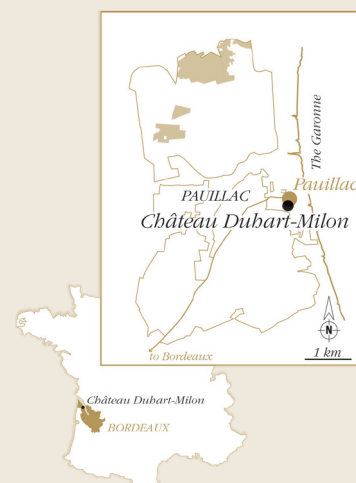 The Garonne
Pauillac
PAUILLAC
Château Duhart-Milon
N
to Bordeaux
1 km
Château Duhart-Milon
BORDEAUX